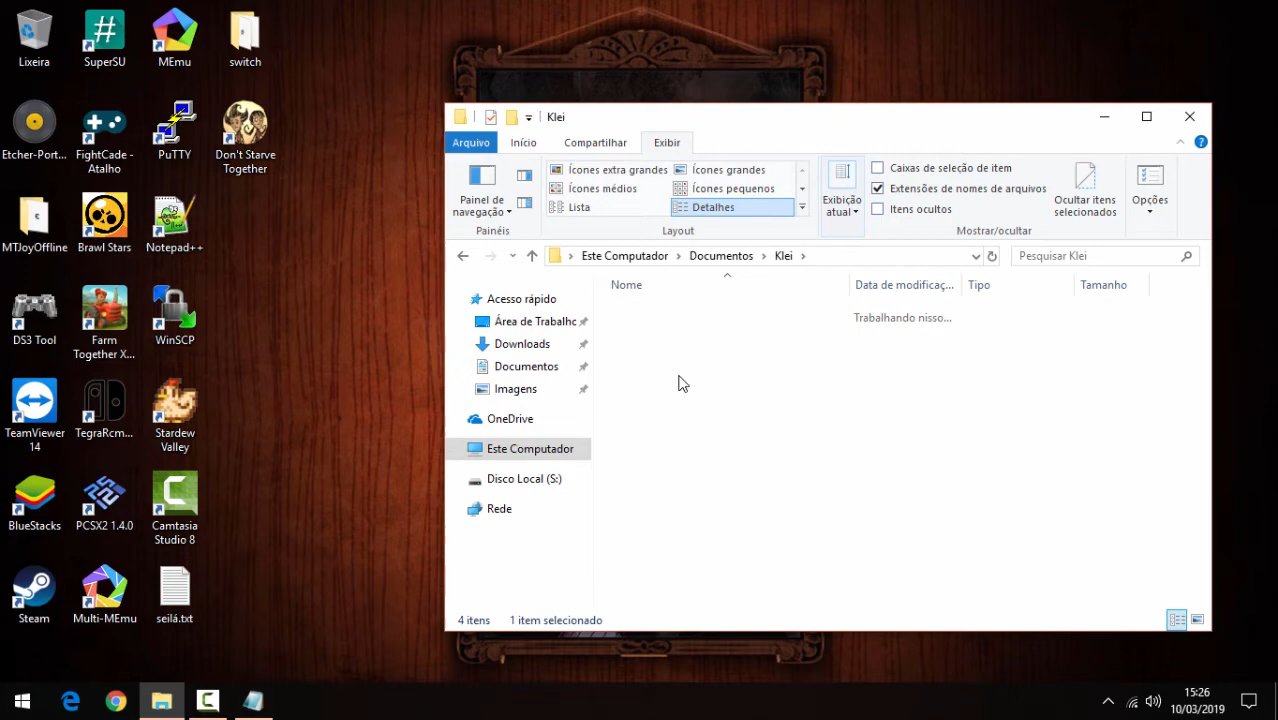 Lixeira
SuperSU
MEmu
switch
Etcher-Port...
FightCade -
Atalho
PuTTY
Don't Starve
Together
MTJoyOffline
Brawl Stars
Notepad++
DS3 Tool
Farm
Together X...
WinSCP
TeamViewer
14
TegraRcm...
Stardew
Valley
BlueStacks
PCSX2 1.4.0
Camtasia
Studio 8
Steam
Multi-MEmu
seilá.txt
Klei
Arquivo
Início
Compartilhar
Exibir
Painel de
navegação
Ícones extra grandes
Ícones grandes
Ícones médios
Ícones pequenos
Lista
Detalhes
Exibição
atual
Caixas de seleção de item
Extensões de nomes de arquivos
Itens ocultos
Ocultar itens
selecionados
Opções
Painéis
Layout
Mostrar/ocultar
Este Computador > Documentos > Klei >
Pesquisar Klei
Nome
Data de modificaç...
Tipo
Tamanho
Trabalhando nisso...
Acesso rápido
Área de Trabalhc
Downloads
Documentos
Imagens
OneDrive
Este Computador
Disco Local (S:)
Rede
4 itens
1 item selecionado
15:26
10/03/2019